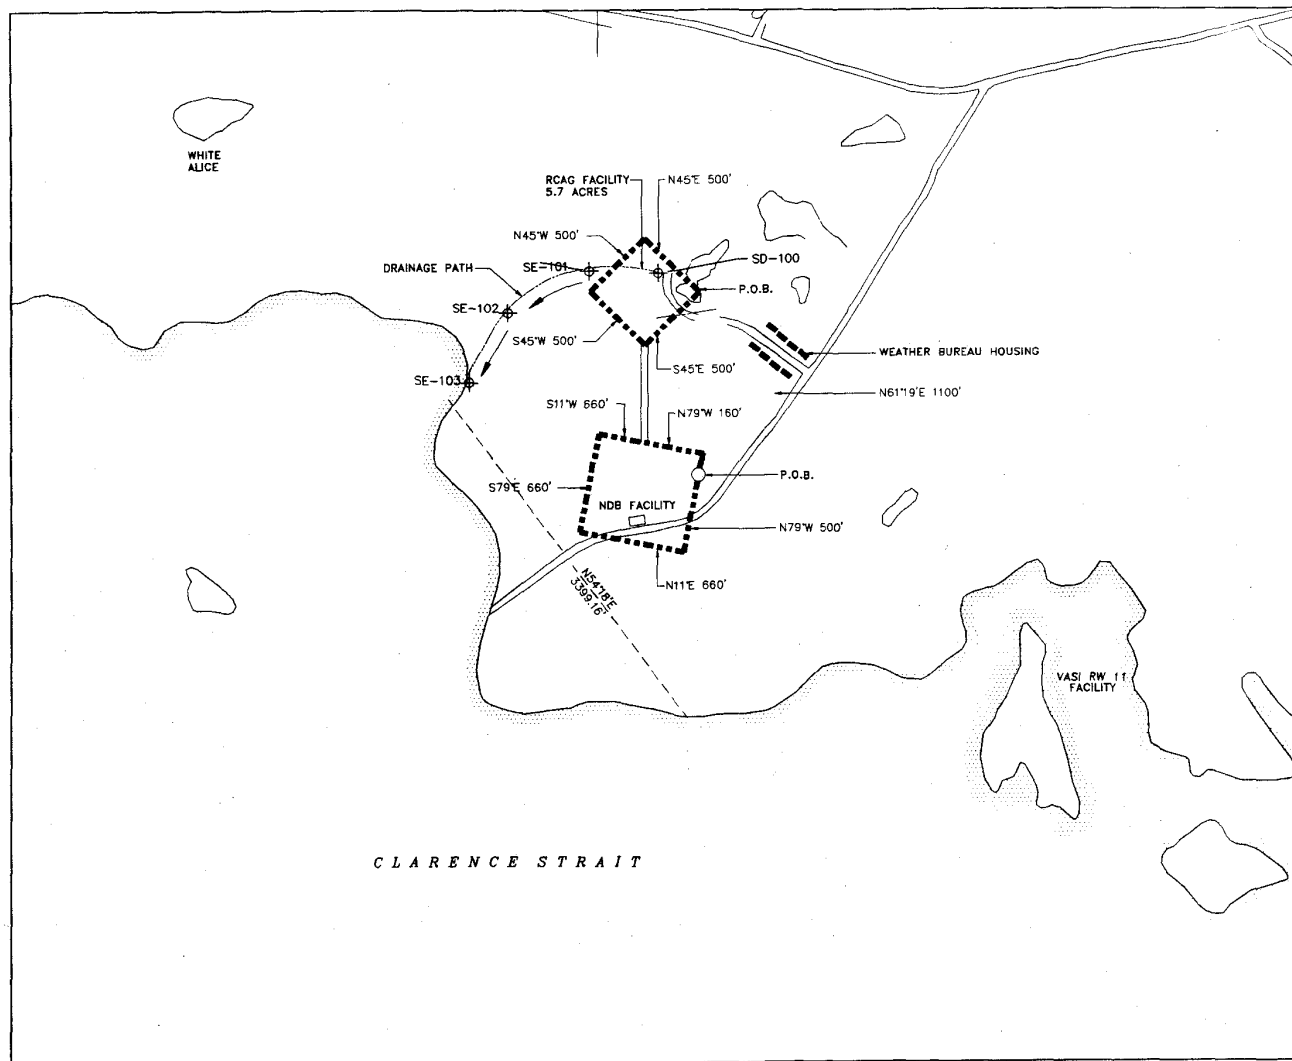 WHITE
ALICE
RCAG FACILITY
5.7 ACRES
N45°E 500'
N45°W 500'
DRAINAGE PATH
SE-101
SD-100
P.O.B.
SE-102
S45°W 500'
WEATHER BUREAU HOUSING
S45°E 500'
SE-103
N61°19'E 1100'
S11°W 660'
N79°W 160'
P.O.B.
S79°E 660'
NDB FACILITY
N79°W 500'
N54°18'E
3399.16'
N11°E 660'
VASI RW 11
FACILITY
CLARENCE STRAIT